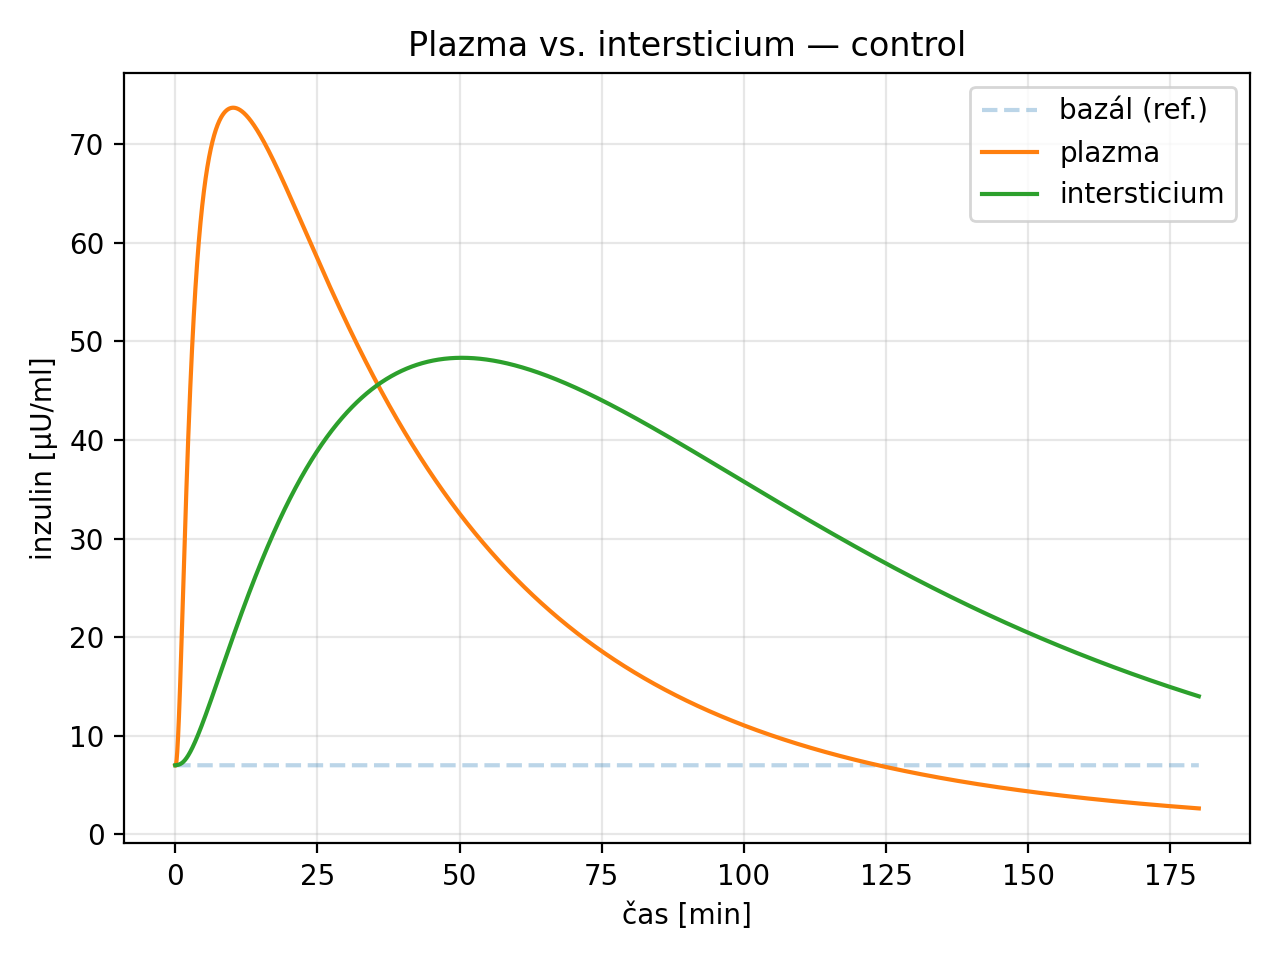 Plazma vs. intersticium — control
bazál (ref.)
plazma
intersticium
inzulin [µU/ml]
70
60
50
40
30
20
10
0
0 25 50 75 100 125 150 175
čas [min]